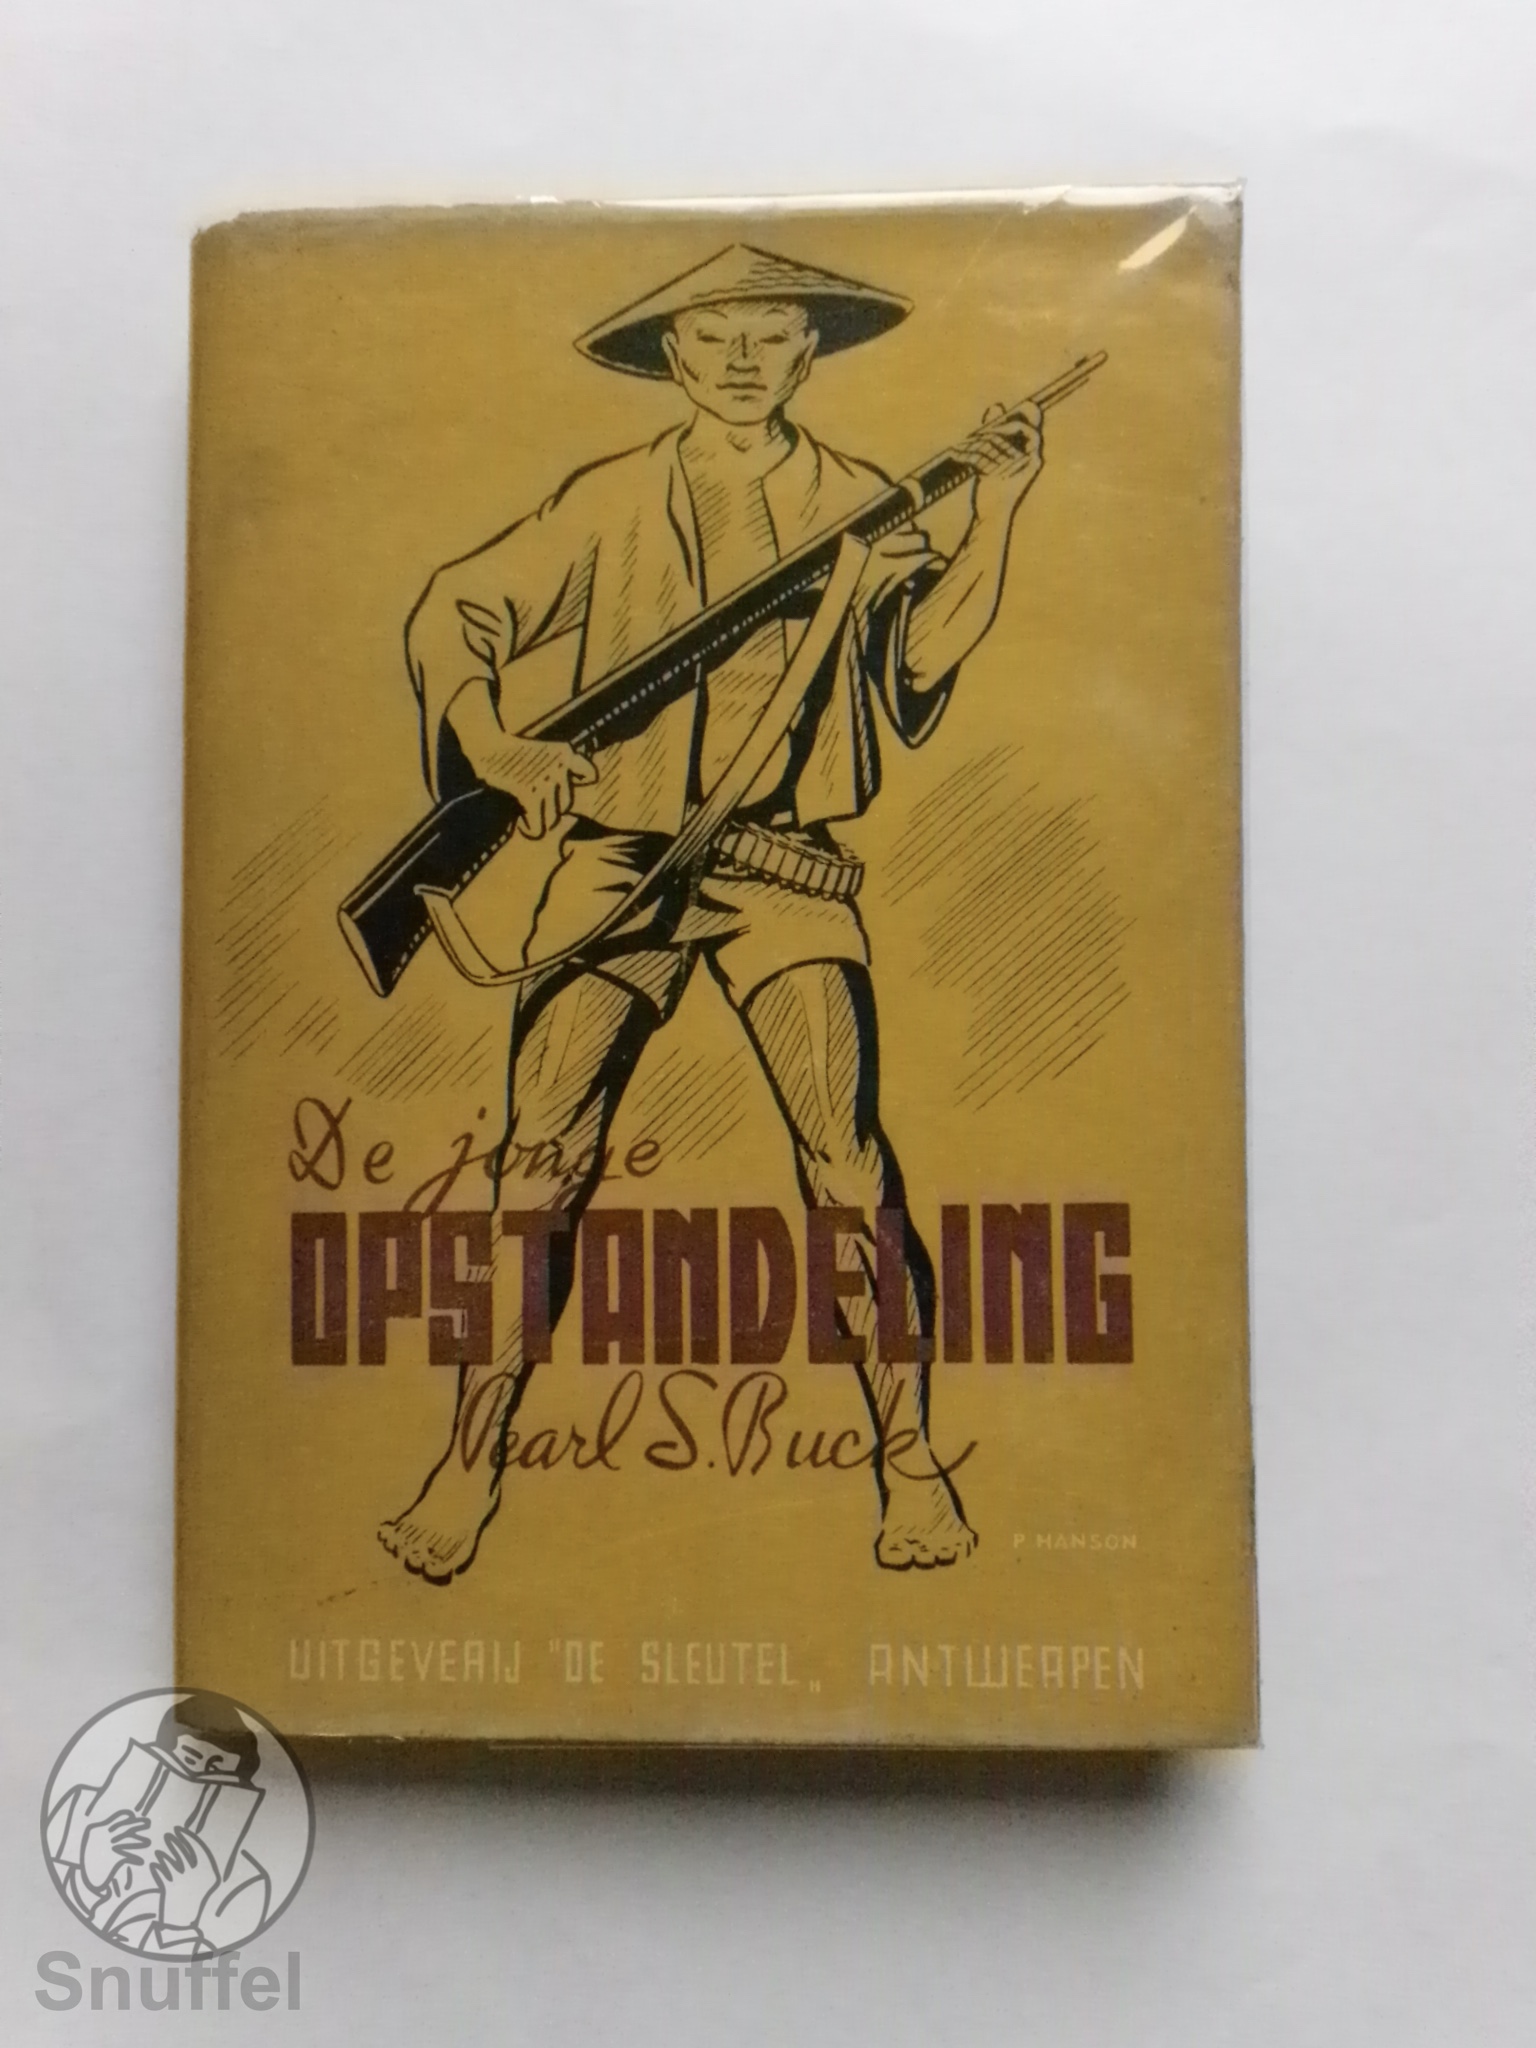 De jonge
OPSTANDELING
Pearl S. Buck
P. HANSON
UITGEVERIJ "DE SLEUTEL„ ANTWERPEN
Snuffel